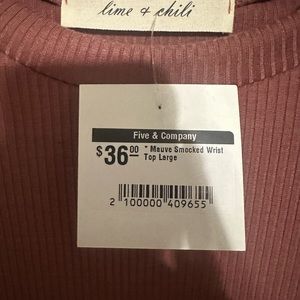 lime & chili
Five & Company
$36.00
* Mauve Smocked Wrist
Top Large
2 100000 409655